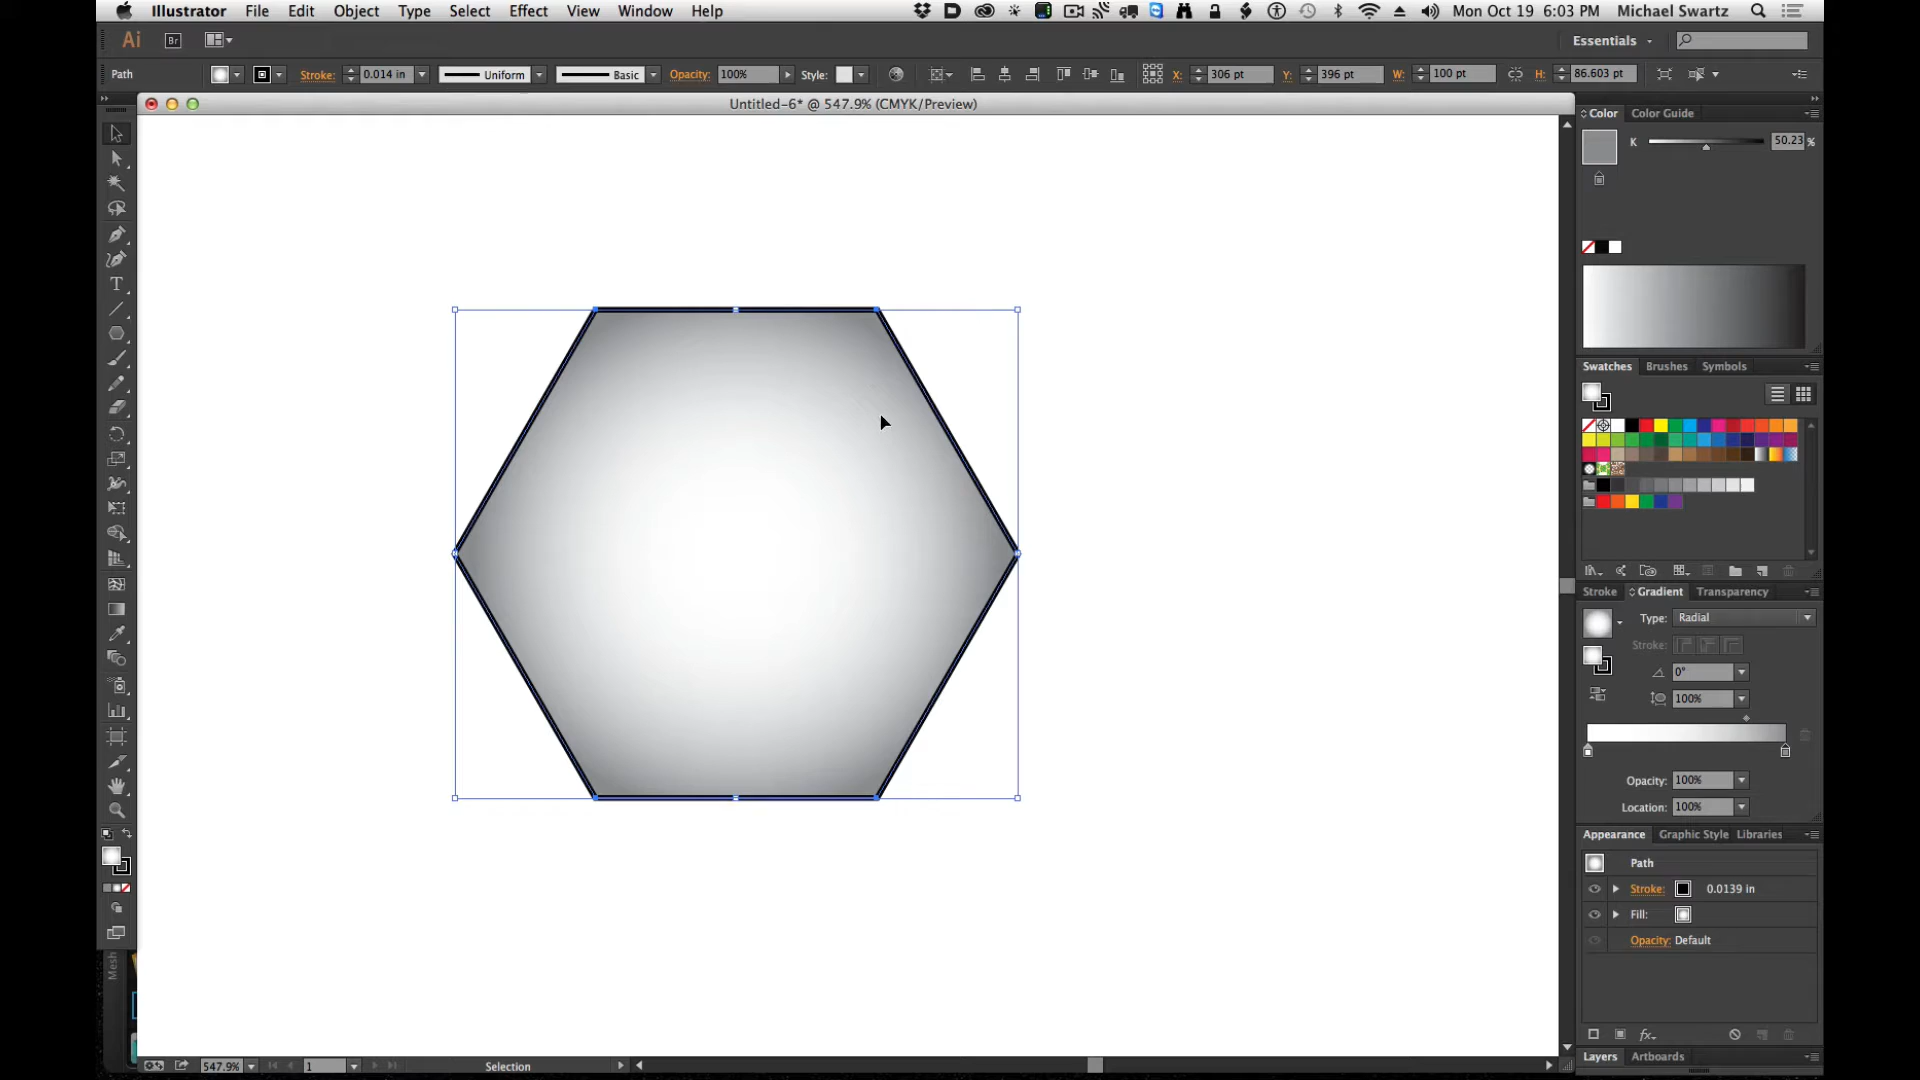 Illustrator File Edit Object Type Select Effect View Window Help Mon Oct 19 6:03 PM Michael Swartz
Ai Br Essentials
Path Stroke: 0.014 in Uniform Basic Opacity: 100% Style: X: 306 pt Y: 396 pt W: 100 pt H: 86.603 pt
Untitled-6* @ 547.9% (CMYK/Preview)
Color Color Guide
K 50.23 %
Swatches Brushes Symbols
Stroke Gradient Transparency
Type: Radial
Stroke:
0°
100%
Opacity: 100%
Location: 100%
Appearance Graphic Style Libraries
Path
Stroke: 0.0139 in
Fill:
Opacity: Default
fx
Mesh
547.9% 1 Selection
Layers Artboards